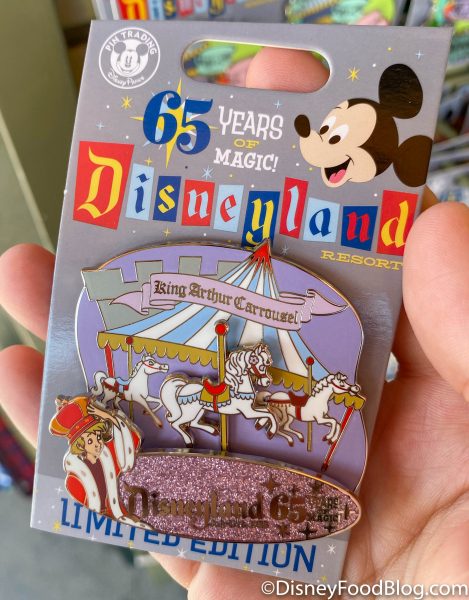 PIN TRADING
Disney Parks
65 YEARS
OF
MAGIC!
Disneyland
RESORT
King Arthur Carrousel
Disneyland 65
LIMITED EDITION
©DisneyFoodBlog.com